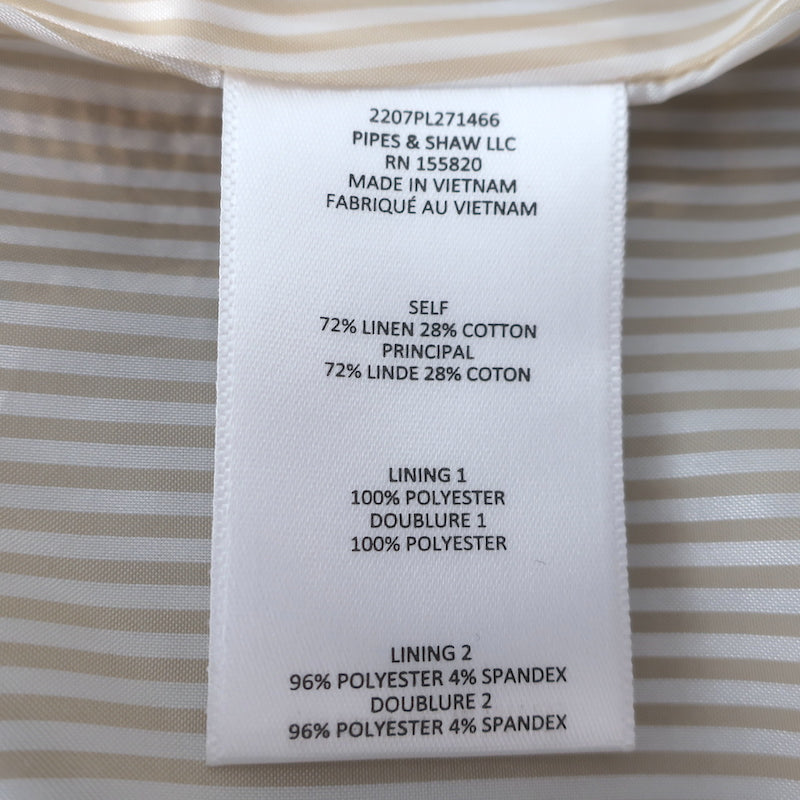 2207PL271466
PIPES & SHAW LLC
RN 155820
MADE IN VIETNAM
FABRIQUÉ AU VIETNAM
SELF
72% LINEN 28% COTTON
PRINCIPAL
72% LINDE 28% COTON
LINING 1
100% POLYESTER
DOUBLURE 1
100% POLYESTER
LINING 2
96% POLYESTER 4% SPANDEX
DOUBLURE 2
96% POLYESTER 4% SPANDEX